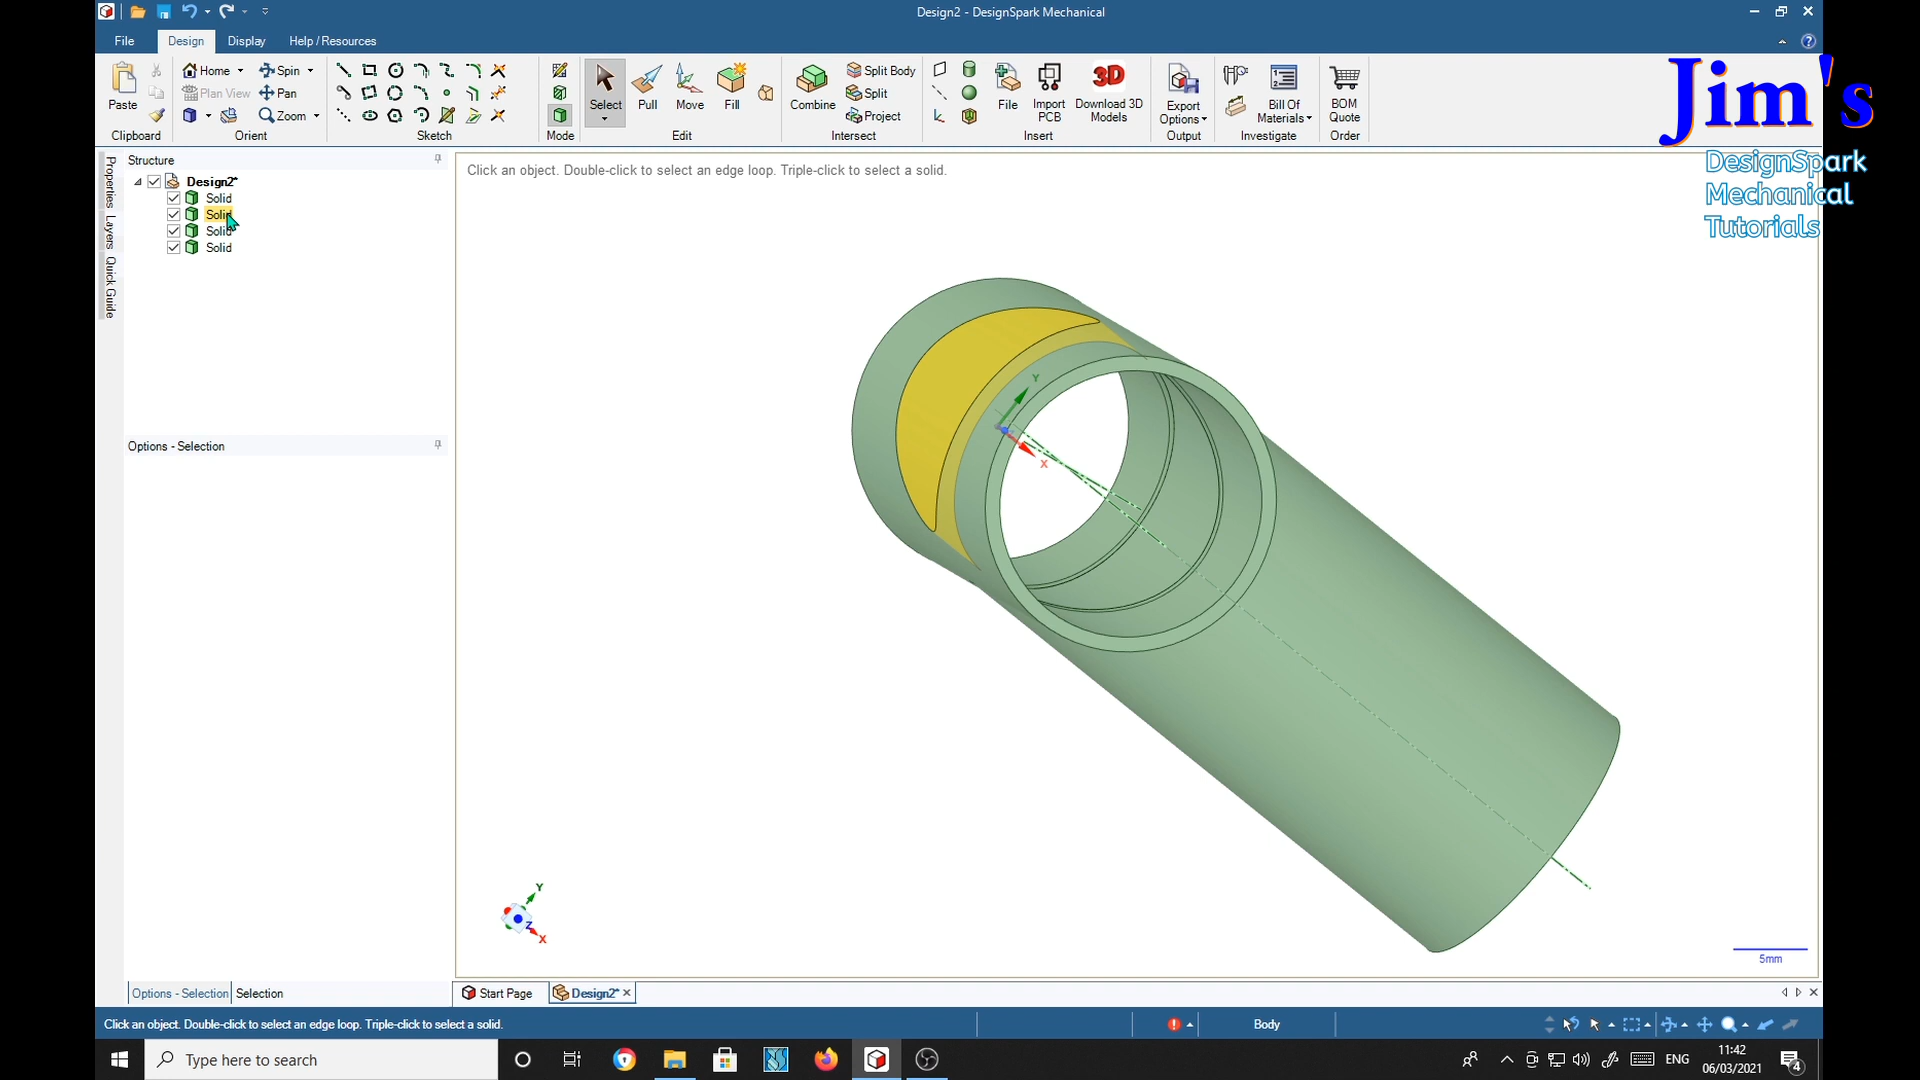 Design2 - DesignSpark Mechanical
File Design Display Help/Resources
Paste Home Spin Split Body
Plan View Pan Select Pull Move Fill Combine Split File Import PCB Download 3D Models Export Options Bill Of Materials BOM Quote
Zoom Project
Clipboard Orient Sketch Mode Edit Intersect Insert Output Investigate Order
3D
Jim's
DesignSpark
Mechanical
Tutorials
Properties
Layers
Quick Guide
Structure
Design2*
Solid
Solid
Solid
Solid
Options - Selection
Click an object. Double-click to select an edge loop. Triple-click to select a solid.
Y
X
Y
Z
X
5mm
Options - Selection Selection
Start Page Design2*
Click an object. Double-click to select an edge loop. Triple-click to select a solid.
Body
Type here to search
ENG
11:42
06/03/2021
4